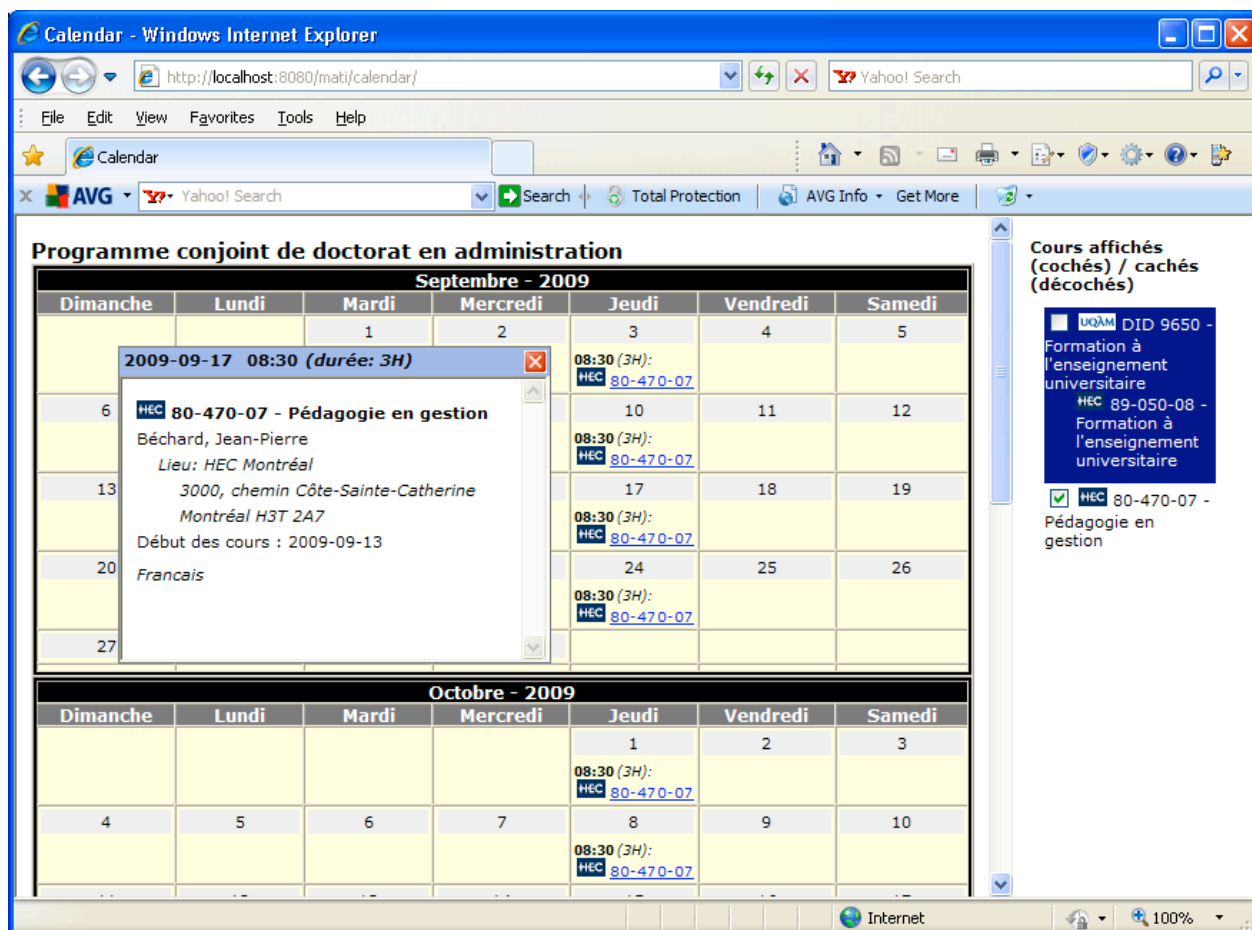 Calendar - Windows Internet Explorer
http://localhost:8080/mati/calendar/
Yahoo! Search
File Edit View Favorites Tools Help
Calendar
AVG Yahoo! Search Search Total Protection AVG Info Get More
Programme conjoint de doctorat en administration
Septembre - 2009
Dimanche Lundi Mardi Mercredi Jeudi Vendredi Samedi
1 2 3 4 5
08:30 (3H):
HEC 80-470-07
6 10 11 12
08:30 (3H):
HEC 80-470-07
13 17 18 19
08:30 (3H):
HEC 80-470-07
20 24 25 26
08:30 (3H):
HEC 80-470-07
27
2009-09-17 08:30 (durée: 3H)
HEC 80-470-07 - Pédagogie en gestion
Béchard, Jean-Pierre
Lieu: HEC Montréal
3000, chemin Côte-Sainte-Catherine
Montréal H3T 2A7
Début des cours : 2009-09-13
Francais
Octobre - 2009
Dimanche Lundi Mardi Mercredi Jeudi Vendredi Samedi
1 2 3
08:30 (3H):
HEC 80-470-07
4 5 6 7 8 9 10
08:30 (3H):
HEC 80-470-07
Cours affichés
(cochés) / cachés
(décochés)
UQÀM DID 9650 -
Formation à
l'enseignement
universitaire
HEC 89-050-08 -
Formation à
l'enseignement
universitaire
HEC 80-470-07 -
Pédagogie en
gestion
Internet 100%